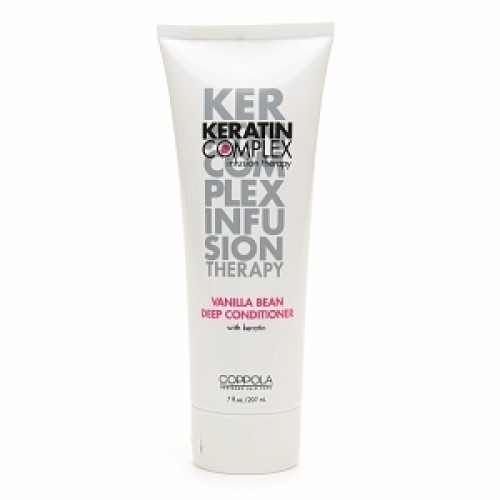 KER
KERATIN
COMPLEX
infusion therapy
COM
PLEX
INFU
SION
THERAPY
VANILLA BEAN
DEEP CONDITIONER
with keratin
COPPOLA
7 fl oz./207 mL